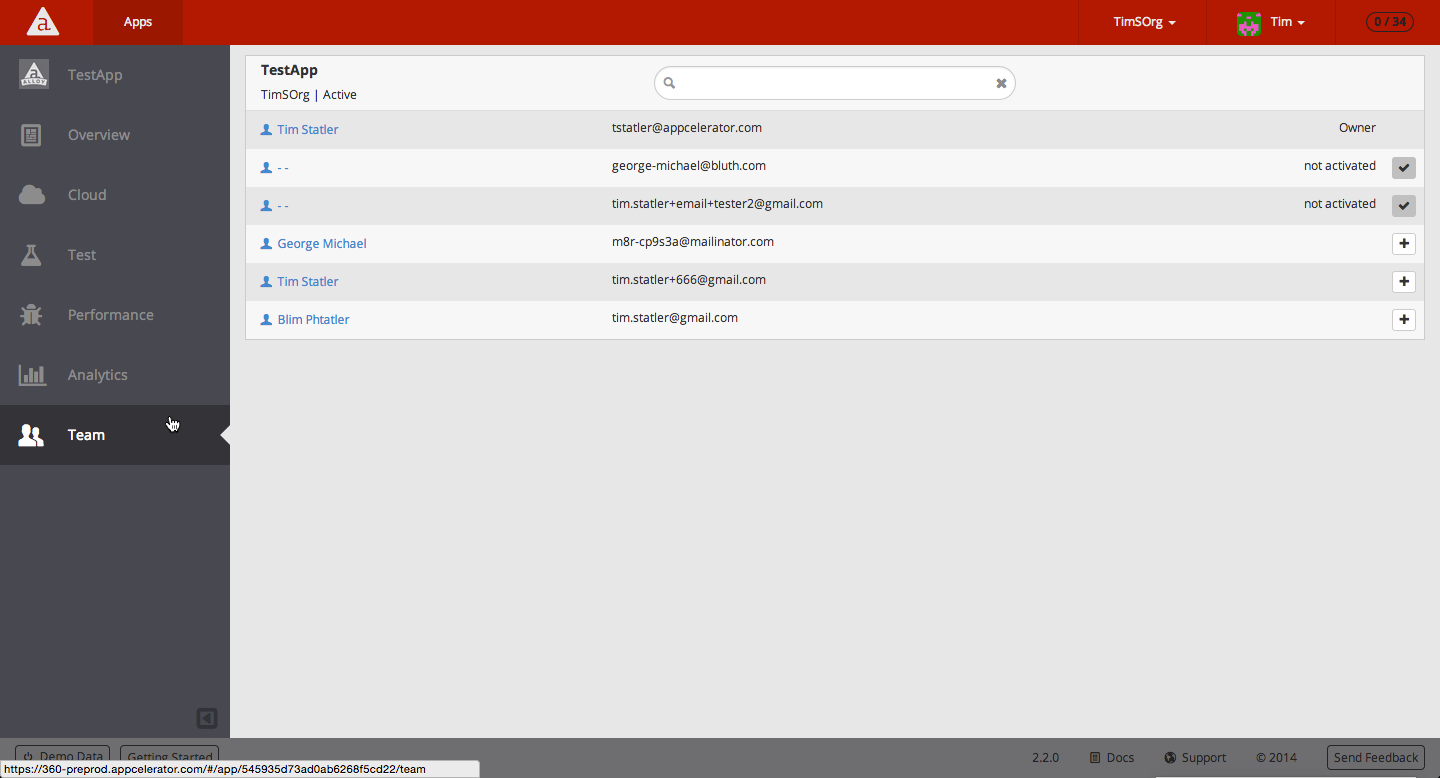 a Apps TimSOrg Tim 0 / 34
ALLOY TestApp
Overview
Cloud
Test
Performance
Analytics
Team
TestApp
TimSOrg | Active
Tim Statler tstatler@appcelerator.com Owner
- - george-michael@bluth.com not activated
- - tim.statler+email+tester2@gmail.com not activated
George Michael m8r-cp9s3a@mailinator.com
Tim Statler tim.statler+666@gmail.com
Blim Phtatler tim.statler@gmail.com
Demo Data Getting Started 2.2.0 Docs Support © 2014 Send Feedback
https://360-preprod.appcelerator.com/#/app/545935d73ad0ab6268f5cd22/team